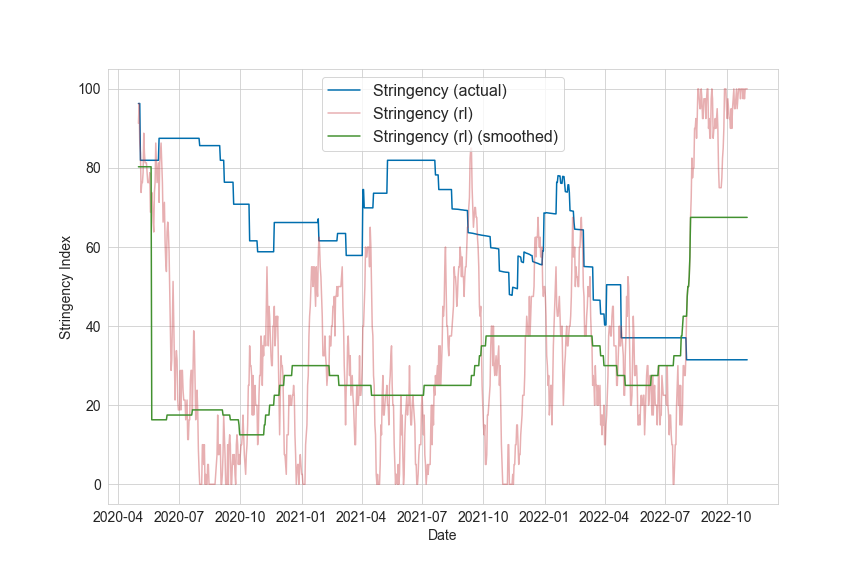 Stringency (actual)
Stringency (rl)
Stringency (rl) (smoothed)
100
80
60
40
20
0
Stringency Index
2020-04 2020-07 2020-10 2021-01 2021-04 2021-07 2021-10 2022-01 2022-04 2022-07 2022-10
Date